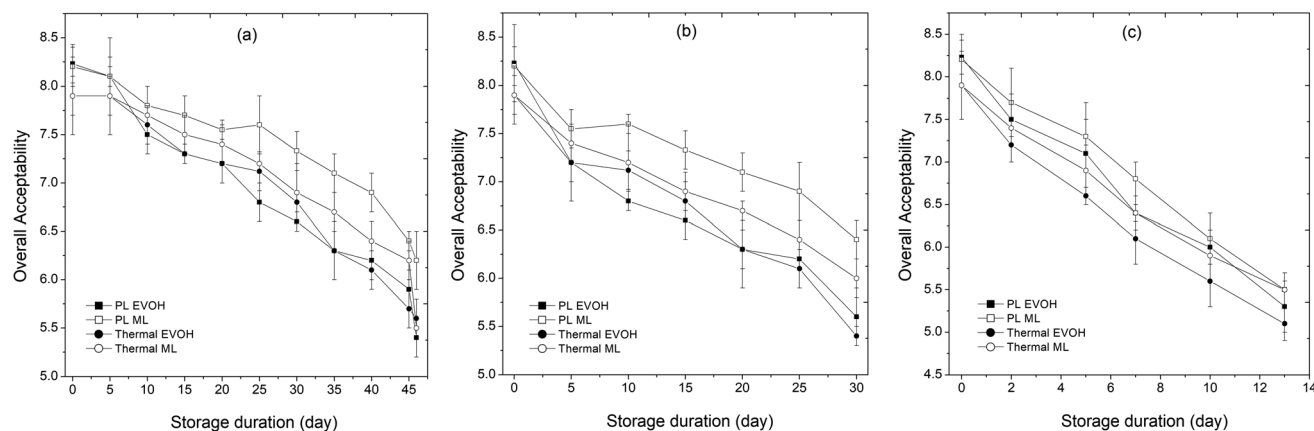 (a)
8.5
8.0
7.5
7.0
6.5
6.0
5.5
5.0
Overall Acceptability
PL EVOH
PL ML
Thermal EVOH
Thermal ML
0 5 10 15 20 25 30 35 40 45
Storage duration (day)
(b)
8.5
8.0
7.5
7.0
6.5
6.0
5.5
5.0
Overall Acceptability
PL EVOH
PL ML
Thermal EVOH
Thermal ML
0 5 10 15 20 25 30
Storage duration (day)
(c)
8.5
8.0
7.5
7.0
6.5
6.0
5.5
5.0
4.5
Overall Acceptability
PL EVOH
PL ML
Thermal EVOH
Thermal ML
0 2 4 6 8 10 12 14
Storage duration (day)